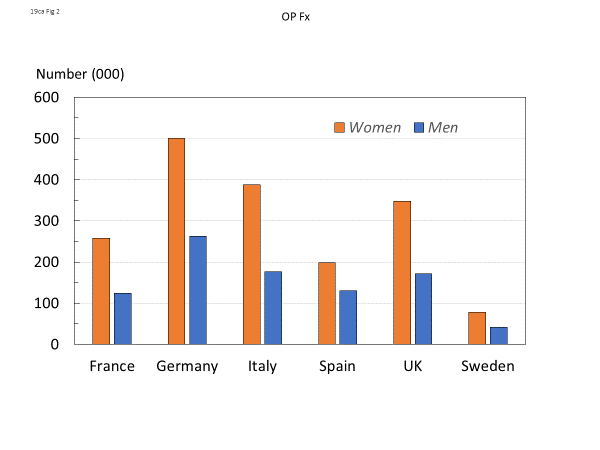 19ca Fig 2
OP Fx
Number (000)
600
Women Men
500
400
300
200
100
0
France Germany Italy Spain UK Sweden